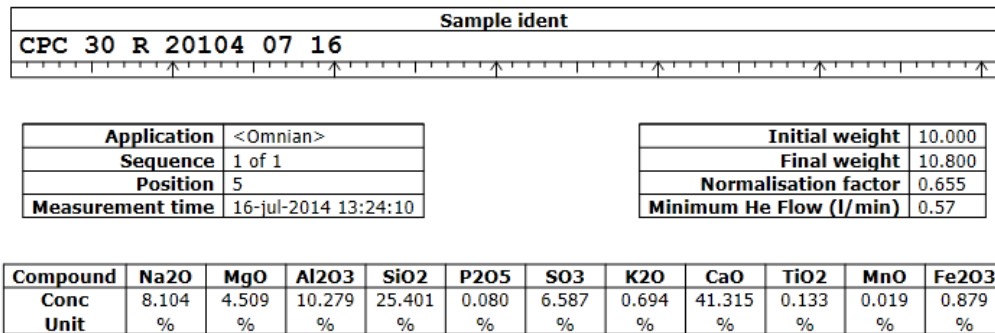 Sample ident
CPC 30 R 20104 07 16
Application <Omnian>
Sequence 1 of 1
Position 5
Measurement time 16-jul-2014 13:24:10
Initial weight 10.000
Final weight 10.800
Normalisation factor 0.655
Minimum He Flow (l/min) 0.57
Compound Na2O MgO Al2O3 SiO2 P2O5 SO3 K2O CaO TiO2 MnO Fe2O3
Conc 8.104 4.509 10.279 25.401 0.080 6.587 0.694 41.315 0.133 0.019 0.879
Unit % % % % % % % % % % %